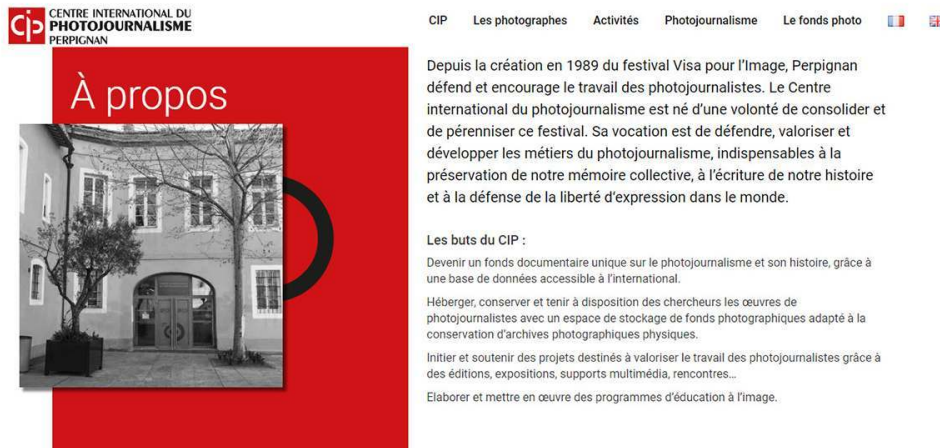 CENTRE INTERNATIONAL DU
PHOTOJOURNALISME
PERPIGNAN
CIP Les photographes Activités Photojournalisme Le fonds photo
À propos
Depuis la création en 1989 du festival Visa pour l’Image, Perpignan
défend et encourage le travail des photojournalistes. Le Centre
international du photojournalisme est né d’une volonté de consolider et
de pérenniser ce festival. Sa vocation est de défendre, valoriser et
développer les métiers du photojournalisme, indispensables à la
préservation de notre mémoire collective, à l’écriture de notre histoire
et à la défense de la liberté d’expression dans le monde.
Les buts du CIP :
Devenir un fonds documentaire unique sur le photojournalisme et son histoire, grâce à
une base de données accessible à l’international.
Héberger, conserver et tenir à disposition des chercheurs les œuvres de
photojournalistes avec un espace de stockage de fonds photographiques adapté à la
conservation d’archives photographiques physiques.
Initier et soutenir des projets destinés à valoriser le travail des photojournalistes grâce à
des éditions, expositions, supports multimédia, rencontres…
Elaborer et mettre en œuvre des programmes d’éducation à l’image.